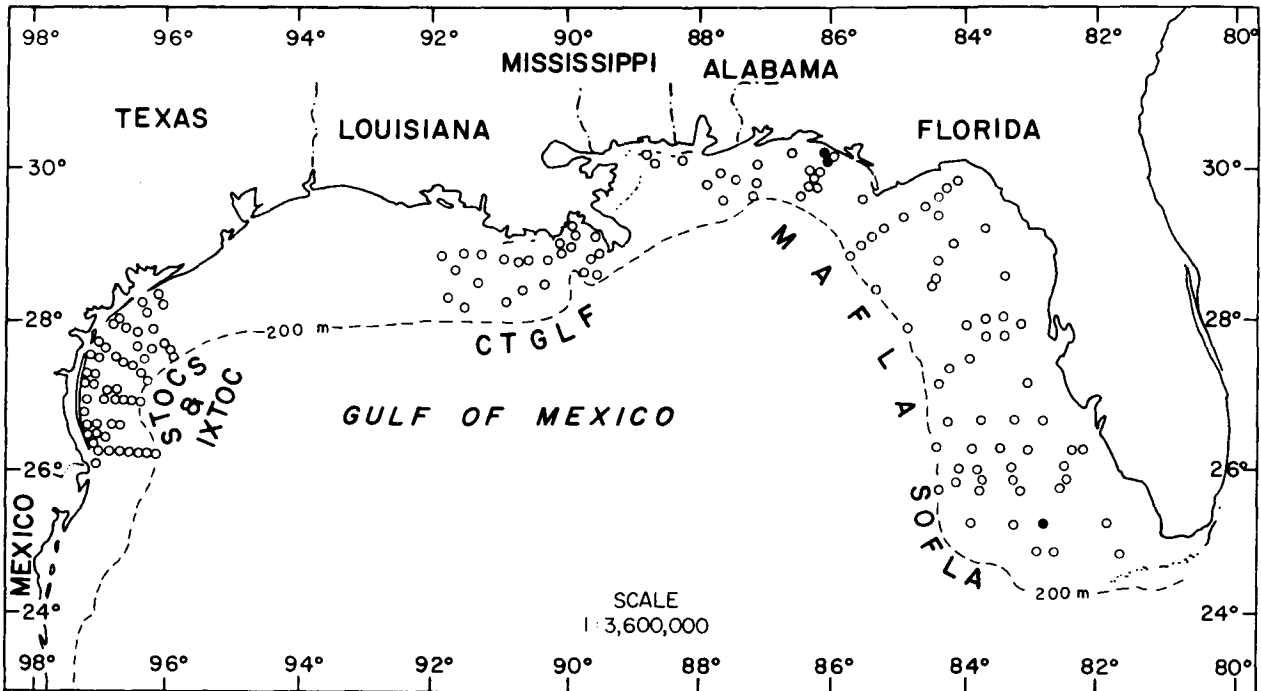 98° 96° 94° 92° 90° 88° 86° 84° 82° 80°
MISSISSIPPI ALABAMA
TEXAS LOUISIANA FLORIDA
30° 30°
28° 28°
-200 m
CTGLF
MAFLA
STOCS
&
IXTOC
GULF OF MEXICO
26° 26°
SOFLA
MEXICO
200 m
SCALE
1:3,600,000
24° 24°
98° 96° 94° 92° 90° 88° 86° 84° 82° 80°